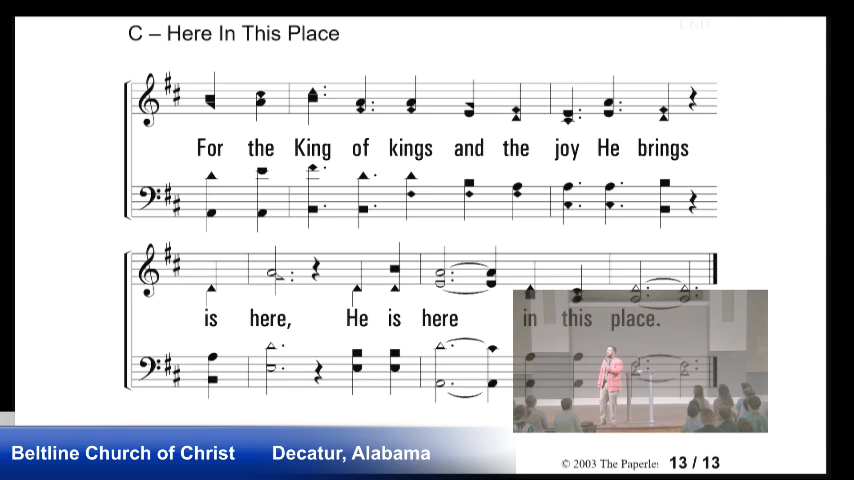 END
C – Here In This Place
For the King of kings and the joy He brings
is here, He is here in this place.
Beltline Church of Christ Decatur, Alabama
© 2003 The Paperle 13 / 13